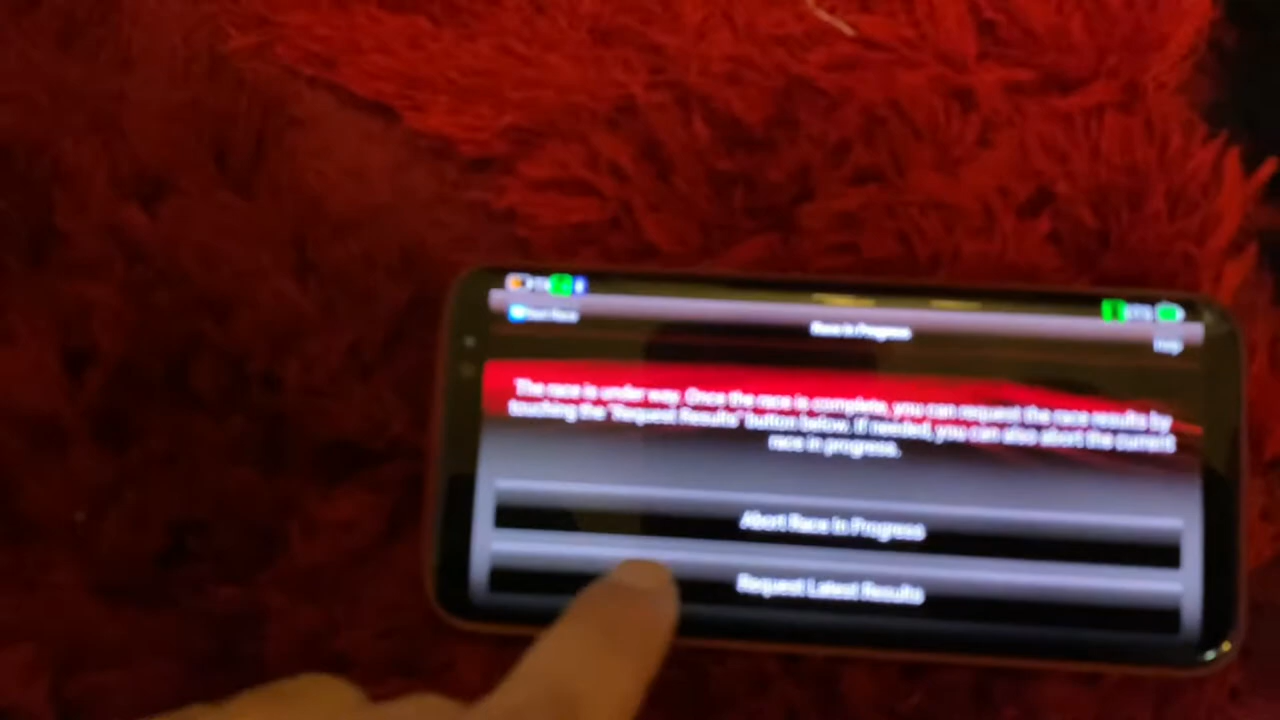 Race In Progress
Help
The race is under way. Once the race is complete, you can request the race results by
touching the "Request Results" button below. If needed, you can also abort the current
race in progress.
Abort Race In Progress
Request Latest Results